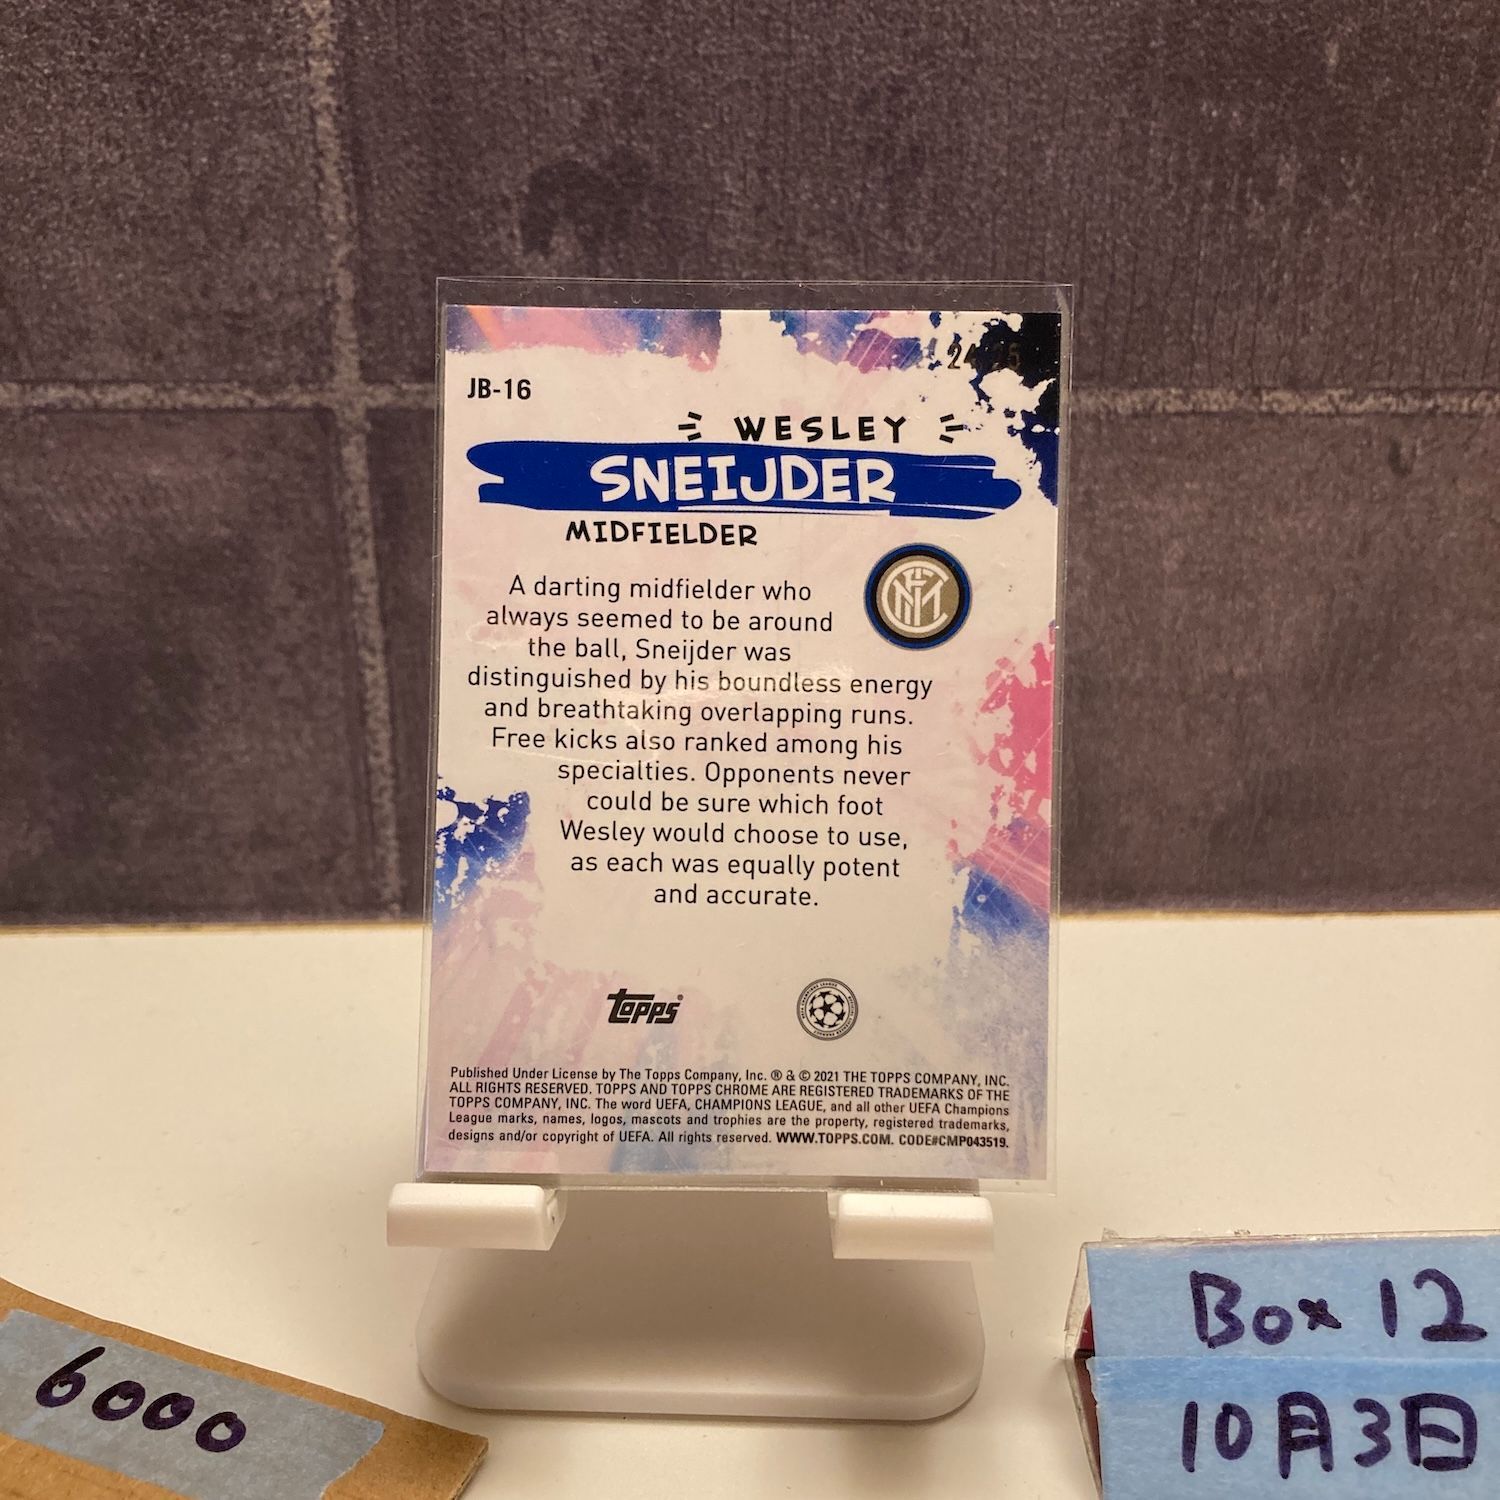 24/25
JB-16
WESLEY
SNEIJDER
MIDFIELDER
A darting midfielder who
always seemed to be around
the ball, Sneijder was
distinguished by his boundless energy
and breathtaking overlapping runs.
Free kicks also ranked among his
specialties. Opponents never
could be sure which foot
Wesley would choose to use,
as each was equally potent
and accurate.
topps®
Published Under License by The Topps Company, Inc. ® & © 2021 THE TOPPS COMPANY, INC.
ALL RIGHTS RESERVED. TOPPS AND TOPPS CHROME ARE REGISTERED TRADEMARKS OF THE
TOPPS COMPANY, INC. The word UEFA, CHAMPIONS LEAGUE, and all other UEFA Champions
League marks, names, logos, mascots and trophies are the property, registered trademarks,
designs and/or copyright of UEFA. All rights reserved. WWW.TOPPS.COM. CODE#CMP043519.
6000
Box 12
10月3日